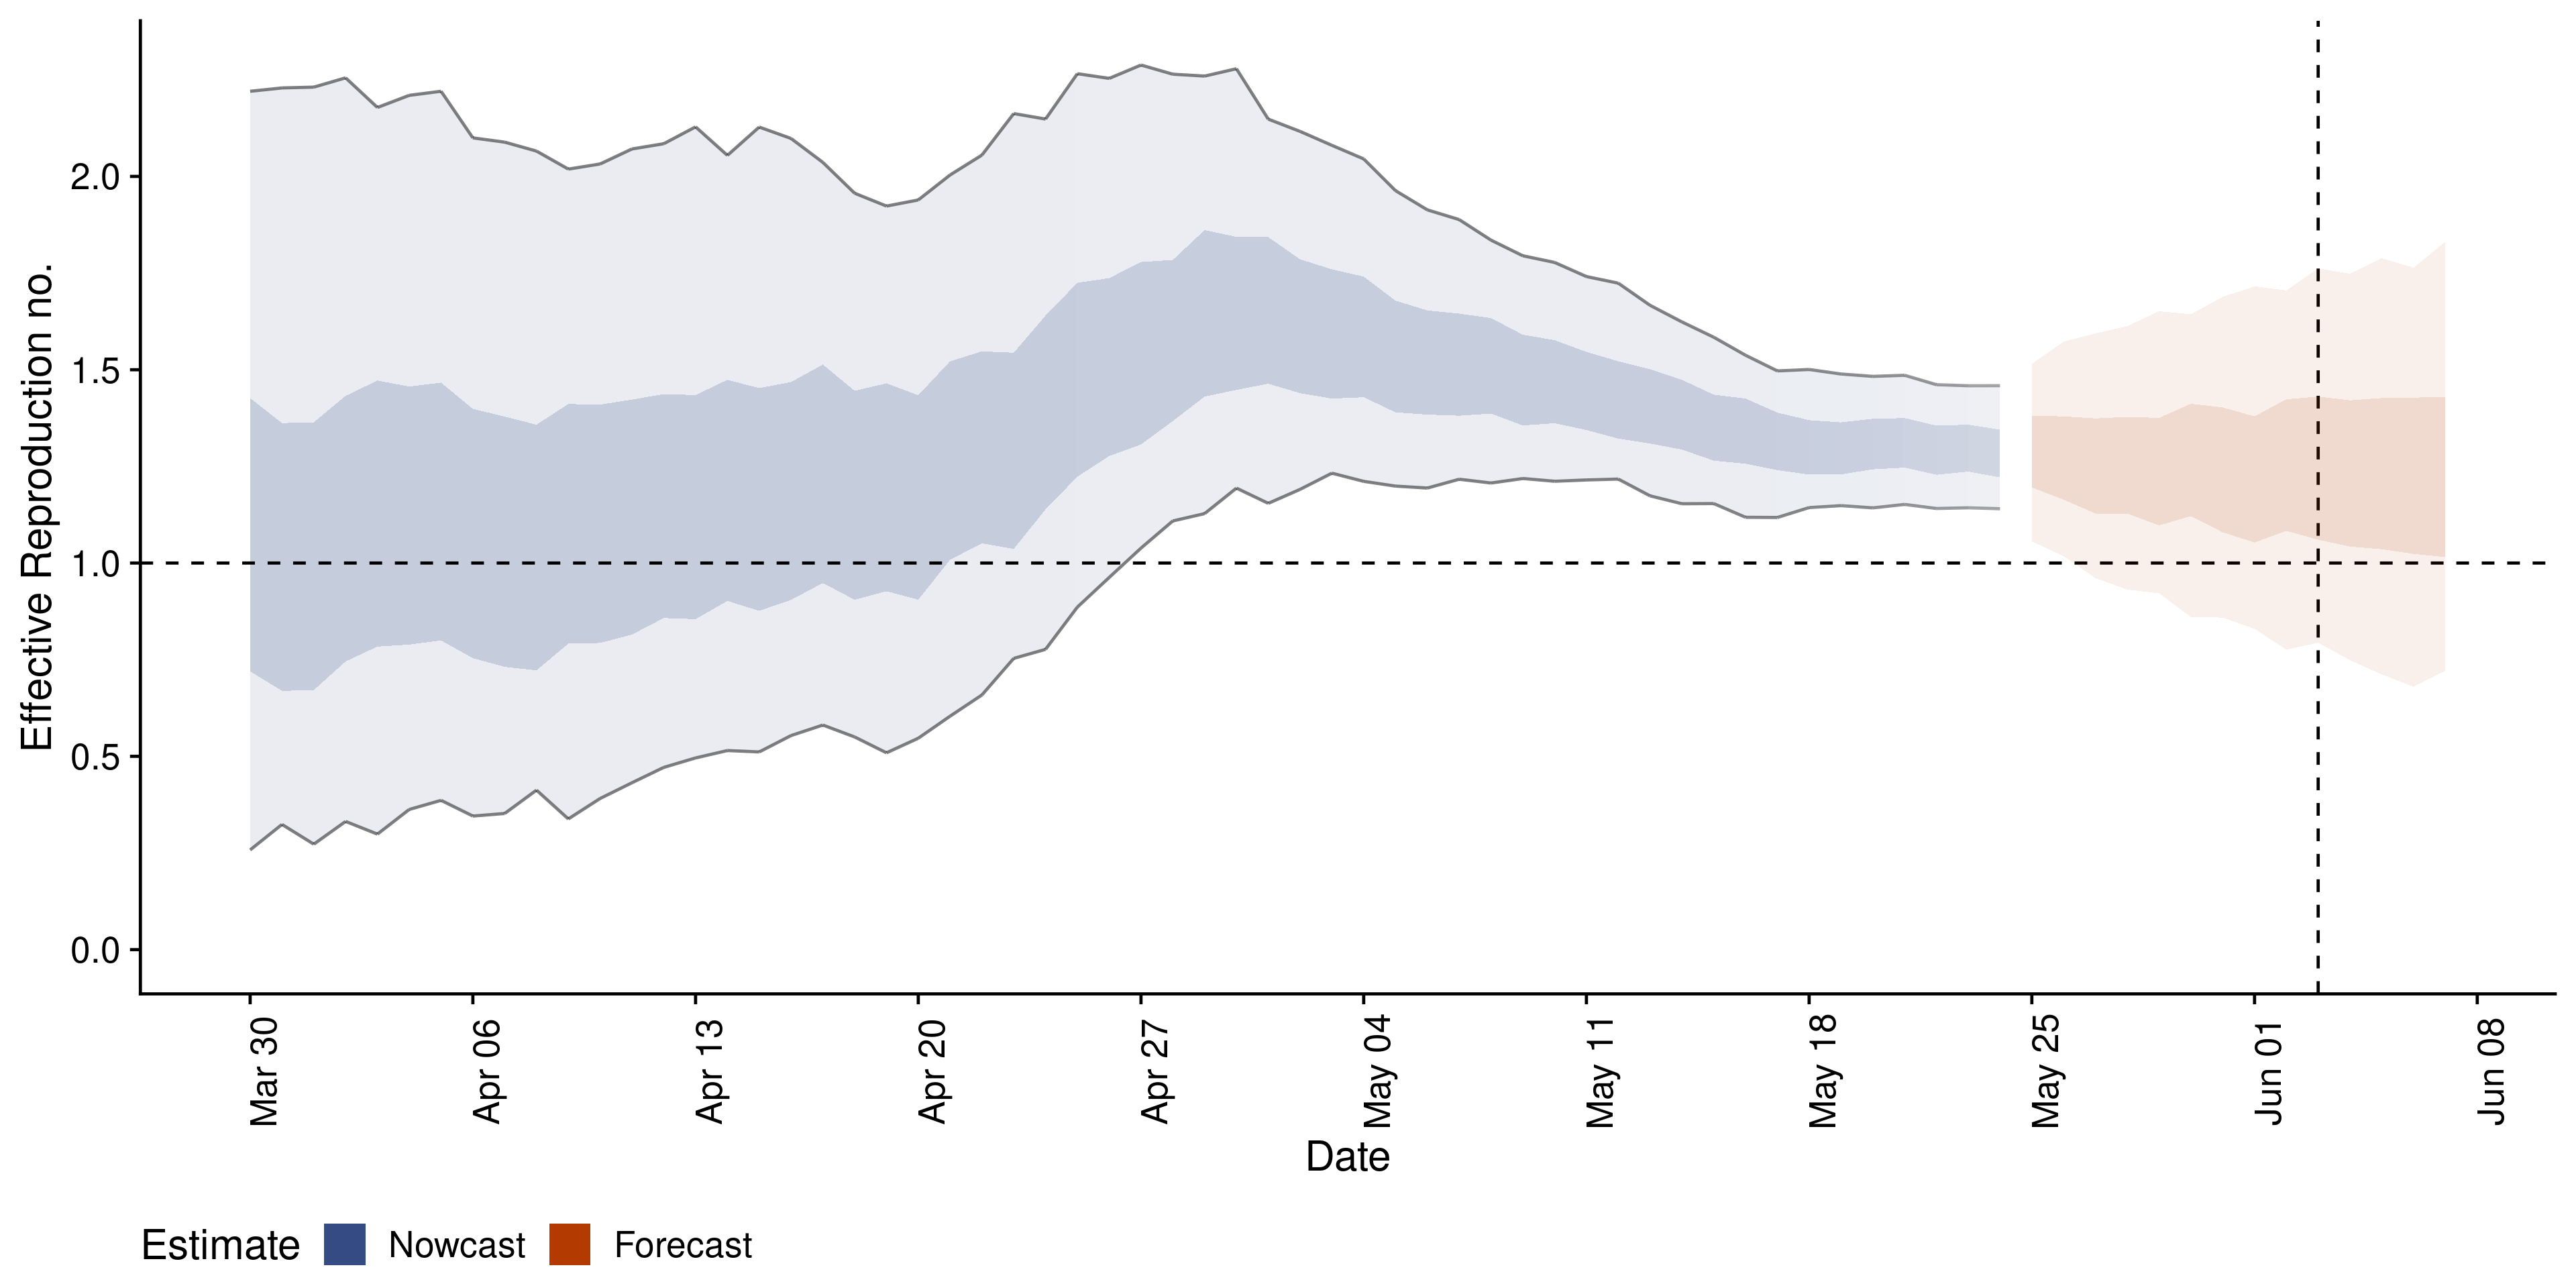 Effective Reproduction no.
2.0
1.5
1.0
0.5
0.0
Mar 30
Apr 06
Apr 13
Apr 20
Apr 27
May 04
May 11
May 18
May 25
Jun 01
Jun 08
Date
Estimate Nowcast Forecast